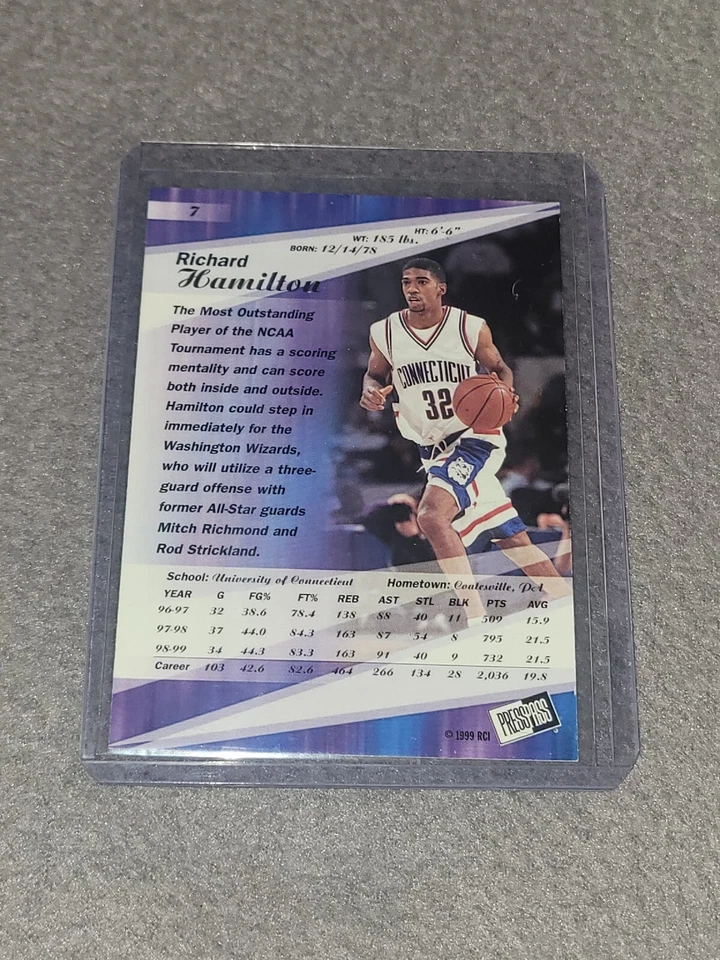 7
HT: 6'-6"
WT: 185 lbs.
BORN: 12/14/78
Richard
Hamilton
The Most Outstanding
Player of the NCAA
Tournament has a scoring
mentality and can score
both inside and outside.
Hamilton could step in
immediately for the
Washington Wizards,
who will utilize a three-
guard offense with
former All-Star guards
Mitch Richmond and
Rod Strickland.
CONNECTICUT
32
School: University of Connecticut Hometown: Coatesville, PA
YEAR G FG% FT% REB AST STL BLK PTS AVG
96-97 32 38.6 78.4 138 88 40 11 509 15.9
97-98 37 44.0 84.3 163 87 54 8 795 21.5
98-99 34 44.3 83.3 163 91 40 9 732 21.5
Career 103 42.6 82.6 464 266 134 28 2,036 19.8
PRESS PASS
© 1999 RCI